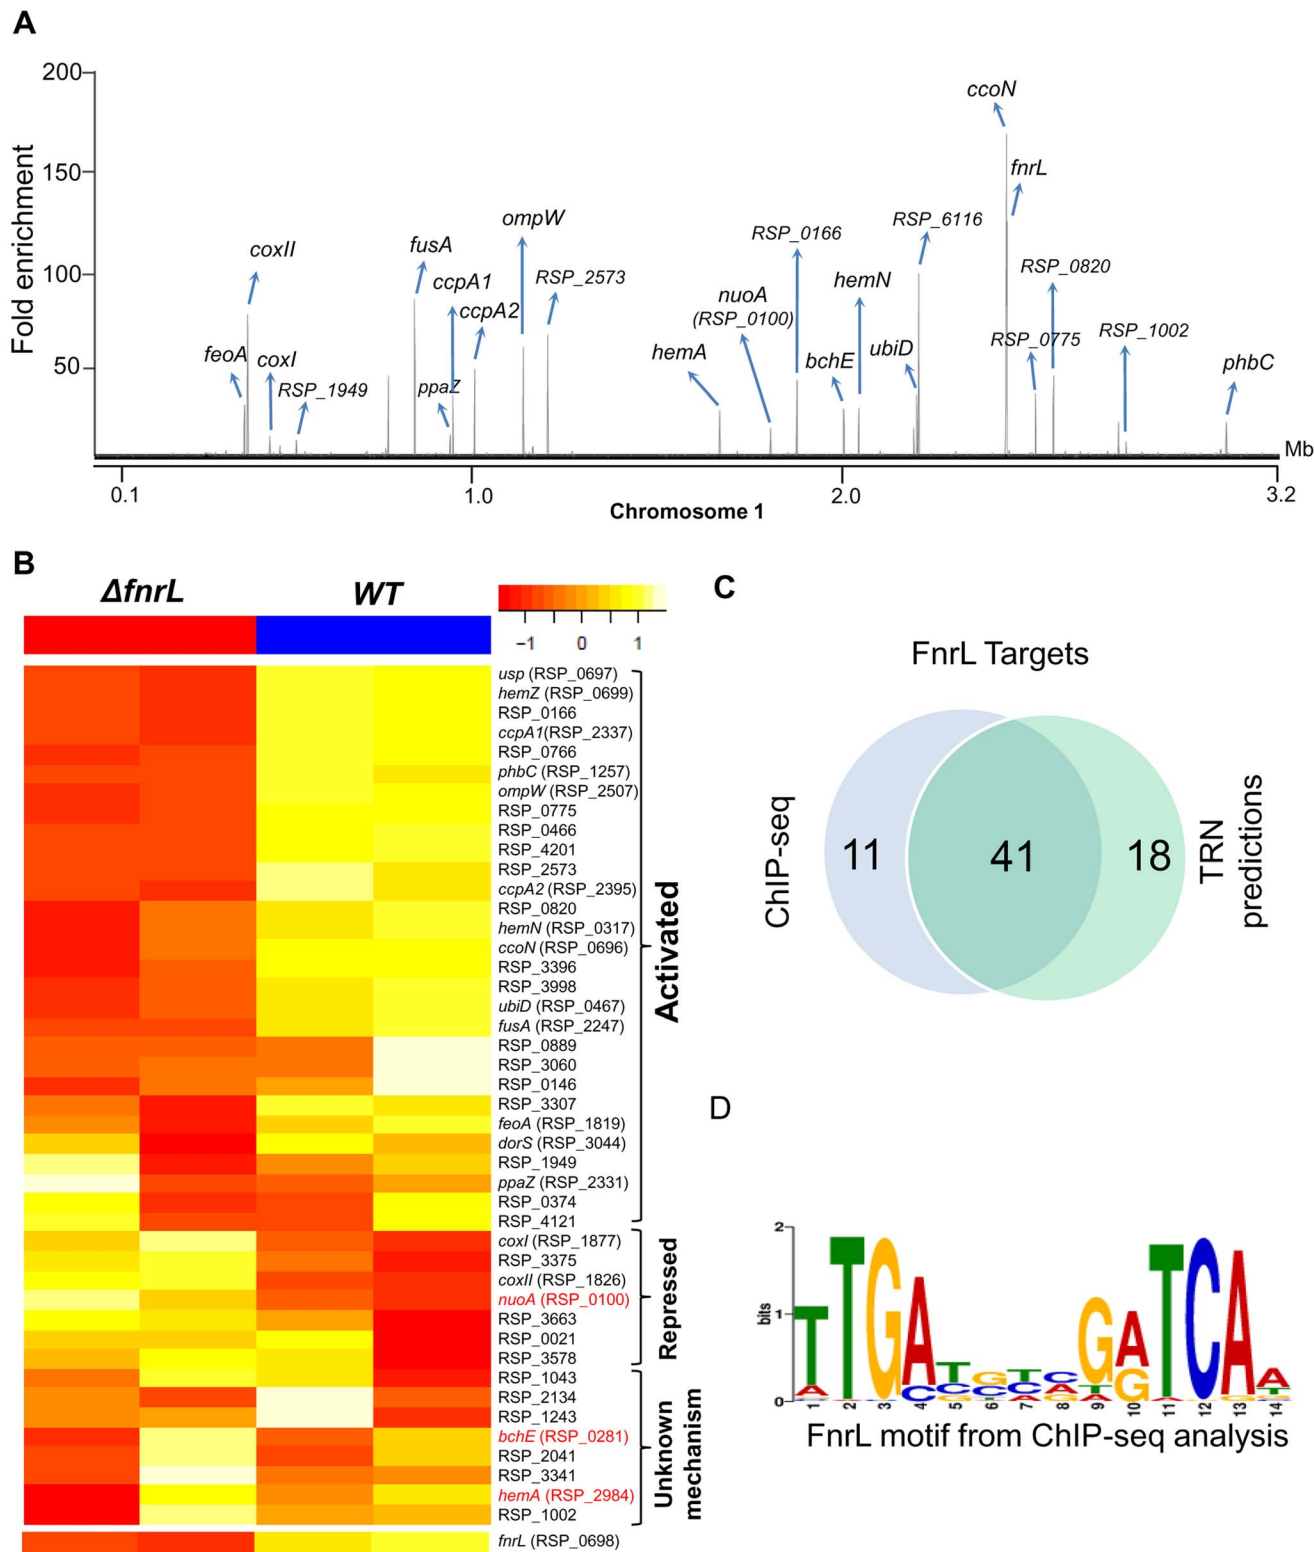 A
200
150
100
50
Fold enrichment
ccoN
fnrL
ompW
RSP_6116
RSP_0166
coxII
fusA
RSP_0820
ccpA1
RSP_2573
hemN
nuoA
(RSP_0100)
ccpA2
RSP_1002
RSP_0775
feoA
coxI
hemA
ubiD
bchE
phbC
RSP_1949
ppaZ
Mb
0.1
1.0
2.0
3.2
Chromosome 1
B
ΔfnrL
WT
−1
0
1
usp (RSP_0697)
hemZ (RSP_0699)
RSP_0166
ccpA1(RSP_2337)
RSP_0766
phbC (RSP_1257)
ompW (RSP_2507)
RSP_0775
RSP_0466
RSP_4201
RSP_2573
ccpA2 (RSP_2395)
RSP_0820
hemN (RSP_0317)
ccoN (RSP_0696)
RSP_3396
RSP_3998
ubiD (RSP_0467)
fusA (RSP_2247)
RSP_0889
RSP_3060
RSP_0146
RSP_3307
feoA (RSP_1819)
dorS (RSP_3044)
RSP_1949
ppaZ (RSP_2331)
RSP_0374
RSP_4121
Activated
coxI (RSP_1877)
RSP_3375
coxII (RSP_1826)
nuoA (RSP_0100)
RSP_3663
RSP_0021
RSP_3578
Repressed
RSP_1043
RSP_2134
RSP_1243
bchE (RSP_0281)
RSP_2041
RSP_3341
hemA (RSP_2984)
RSP_1002
Unknown
mechanism
fnrL (RSP_0698)
C
FnrL Targets
ChIP-seq
11
41
18
TRN
predictions
D
2
1
0
bits
1 2 3 4 5 6 7 8 9 10 11 12 13 14
FnrL motif from ChIP-seq analysis